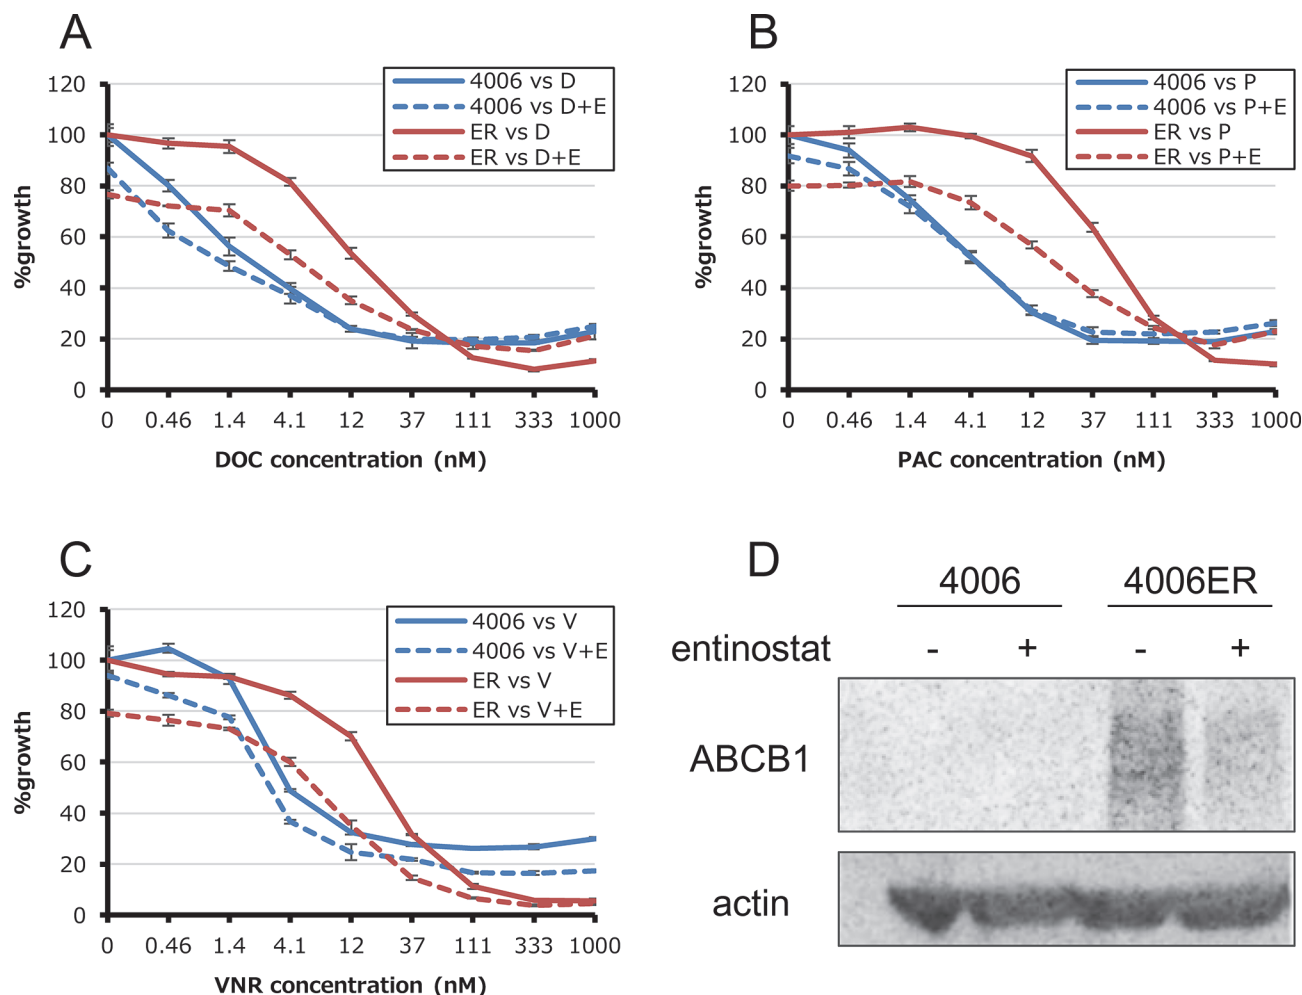 A
120
100
80
60
40
20
0
%growth
4006 vs D
4006 vs D+E
ER vs D
ER vs D+E
0 0.46 1.4 4.1 12 37 111 333 1000
DOC concentration (nM)
B
120
100
80
60
40
20
0
%growth
4006 vs P
4006 vs P+E
ER vs P
ER vs P+E
0 0.46 1.4 4.1 12 37 111 333 1000
PAC concentration (nM)
C
120
100
80
60
40
20
0
%growth
4006 vs V
4006 vs V+E
ER vs V
ER vs V+E
0 0.46 1.4 4.1 12 37 111 333 1000
VNR concentration (nM)
D
4006 4006ER
entinostat - + - +
ABCB1
actin